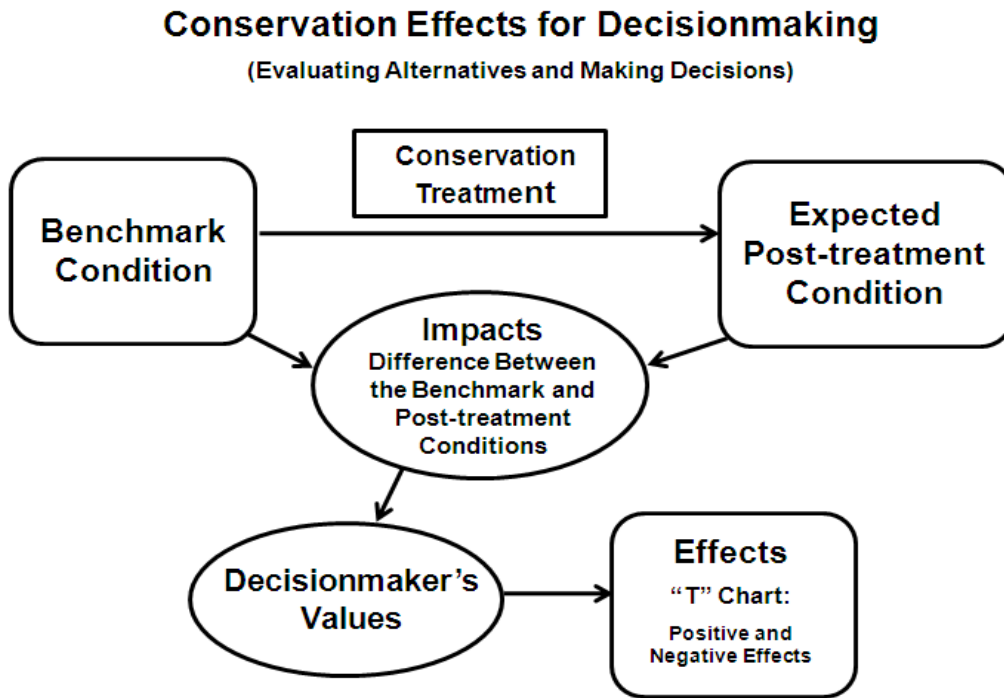 Conservation Effects for Decisionmaking
(Evaluating Alternatives and Making Decisions)
Conservation
Treatment
Benchmark
Condition
Expected
Post-treatment
Condition
Impacts
Difference Between
the Benchmark and
Post-treatment
Conditions
Decisionmaker's
Values
Effects
“T” Chart:
Positive and
Negative Effects